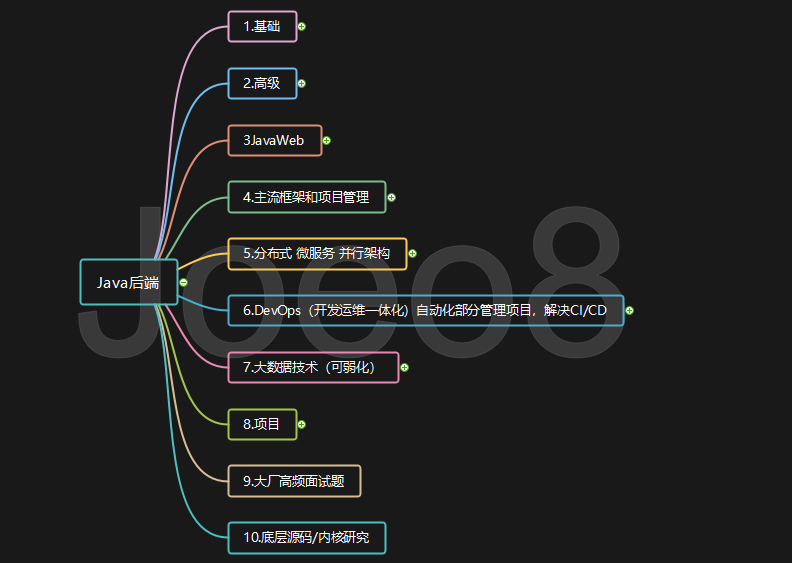 1.基础
2.高级
3JavaWeb
4.主流框架和项目管理
5.分布式 微服务 并行架构
Java后端
6.DevOps（开发运维一体化）自动化部分管理项目，解决CI/CD
7.大数据技术（可弱化）
8.项目
9.大厂高频面试题
10.底层源码/内核研究
Joeo8